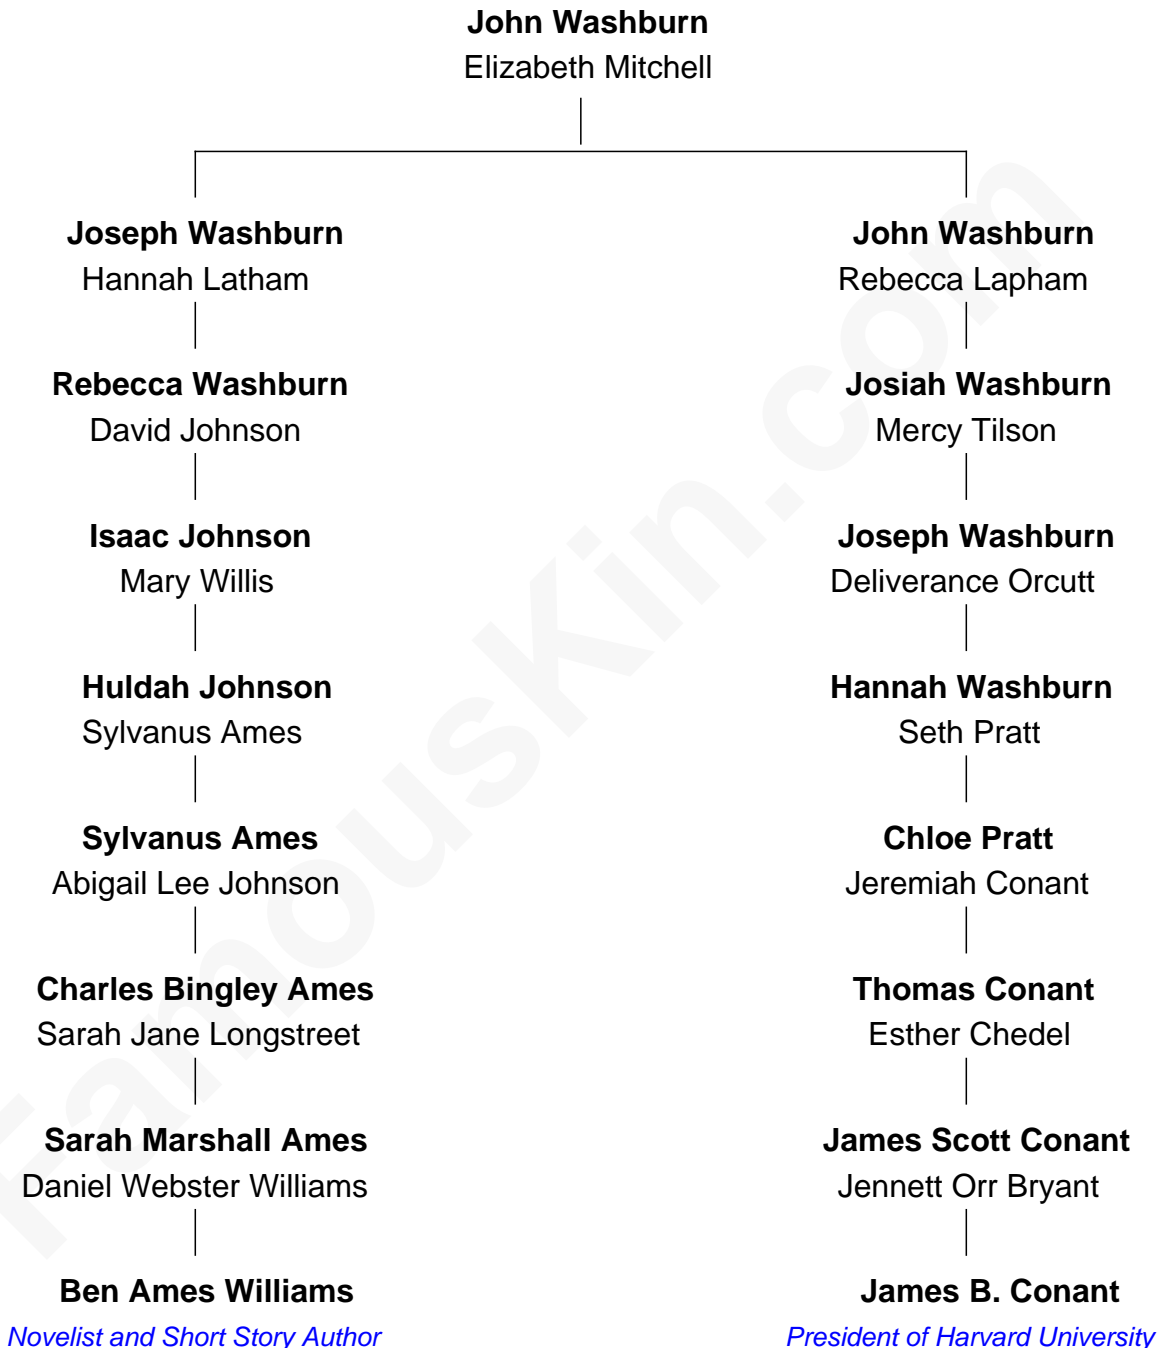 John Washburn
Elizabeth Mitchell
Joseph Washburn
Hannah Latham
Rebecca Washburn
David Johnson
Isaac Johnson
Mary Willis
Huldah Johnson
Sylvanus Ames
Sylvanus Ames
Abigail Lee Johnson
Charles Bingley Ames
Sarah Jane Longstreet
Sarah Marshall Ames
Daniel Webster Williams
Ben Ames Williams
Novelist and Short Story Author
John Washburn
Rebecca Lapham
Josiah Washburn
Mercy Tilson
Joseph Washburn
Deliverance Orcutt
Hannah Washburn
Seth Pratt
Chloe Pratt
Jeremiah Conant
Thomas Conant
Esther Chedel
James Scott Conant
Jennett Orr Bryant
James B. Conant
President of Harvard University
FamousKin.com